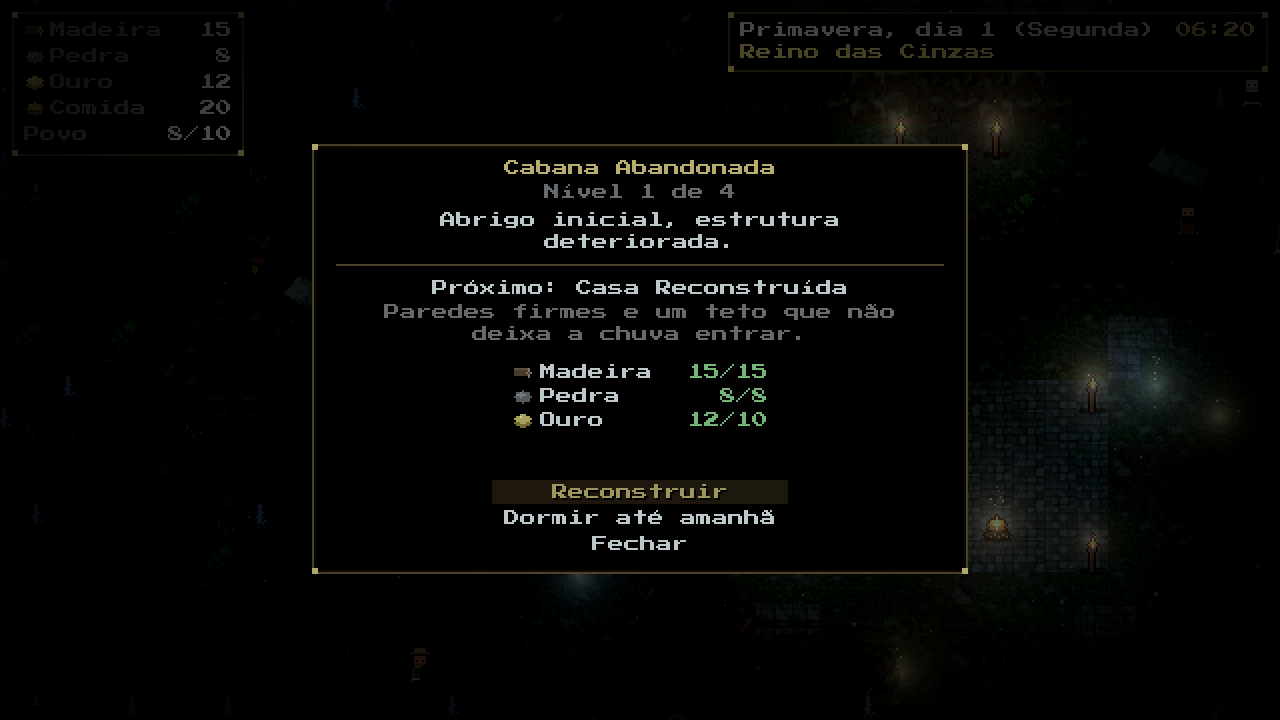 Madeira 15
Pedra 8
Ouro 12
Comida 20
Povo 8/10
Primavera, dia 1 (Segunda) 06:20
Reino das Cinzas
Cabana Abandonada
Nível 1 de 4
Abrigo inicial, estrutura
deteriorada.
Próximo: Casa Reconstruída
Paredes firmes e um teto que não
deixa a chuva entrar.
Madeira 15/15
Pedra 8/8
Ouro 12/10
Reconstruir
Dormir até amanhã
Fechar